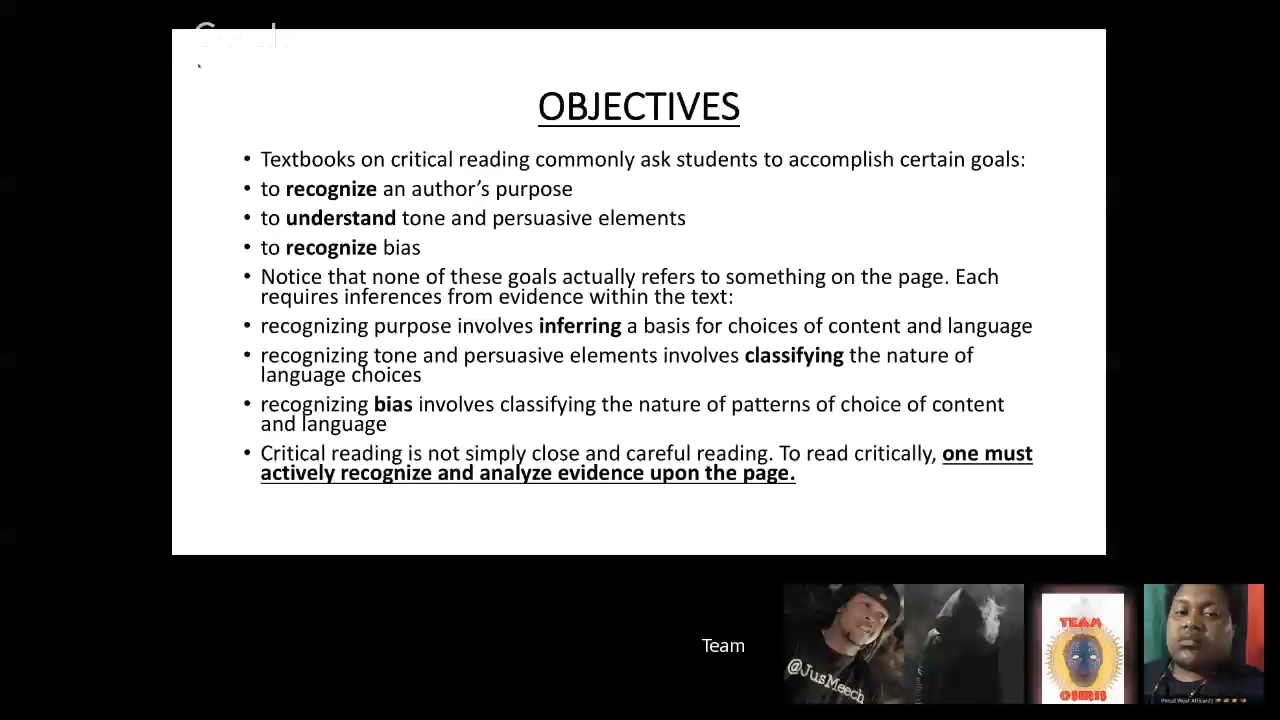 OBJECTIVES
• Textbooks on critical reading commonly ask students to accomplish certain goals:
• to recognize an author’s purpose
• to understand tone and persuasive elements
• to recognize bias
• Notice that none of these goals actually refers to something on the page. Each
requires inferences from evidence within the text:
• recognizing purpose involves inferring a basis for choices of content and language
• recognizing tone and persuasive elements involves classifying the nature of
language choices
• recognizing bias involves classifying the nature of patterns of choice of content
and language
• Critical reading is not simply close and careful reading. To read critically, one must
actively recognize and analyze evidence upon the page.
Team
@JusMeech
TEAM
OSIRIS
Proud West African!!